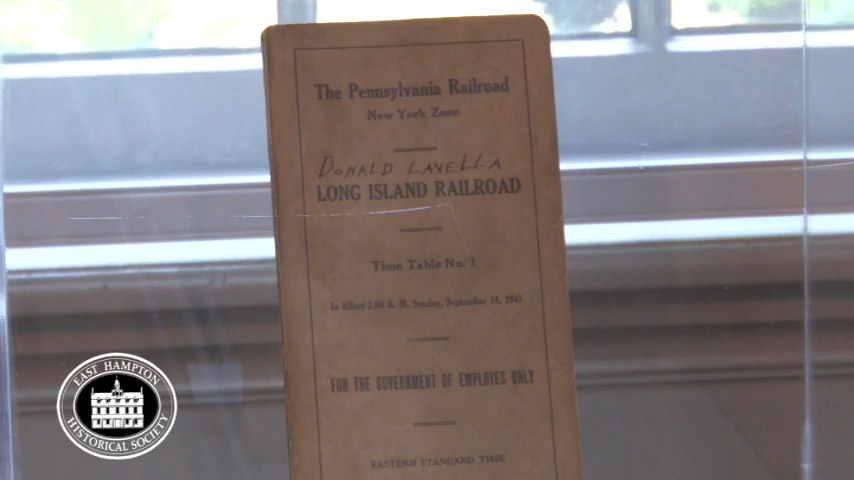 The Pennsylvania Railroad
New York Zone
DONALD LAVELLA
LONG ISLAND RAILROAD
Time Table No. 1
In Effect 2.00 A. M. Sunday, September 14, 1941
FOR THE GOVERNMENT OF EMPLOYES ONLY
EASTERN STANDARD TIME
EAST HAMPTON
HISTORICAL SOCIETY